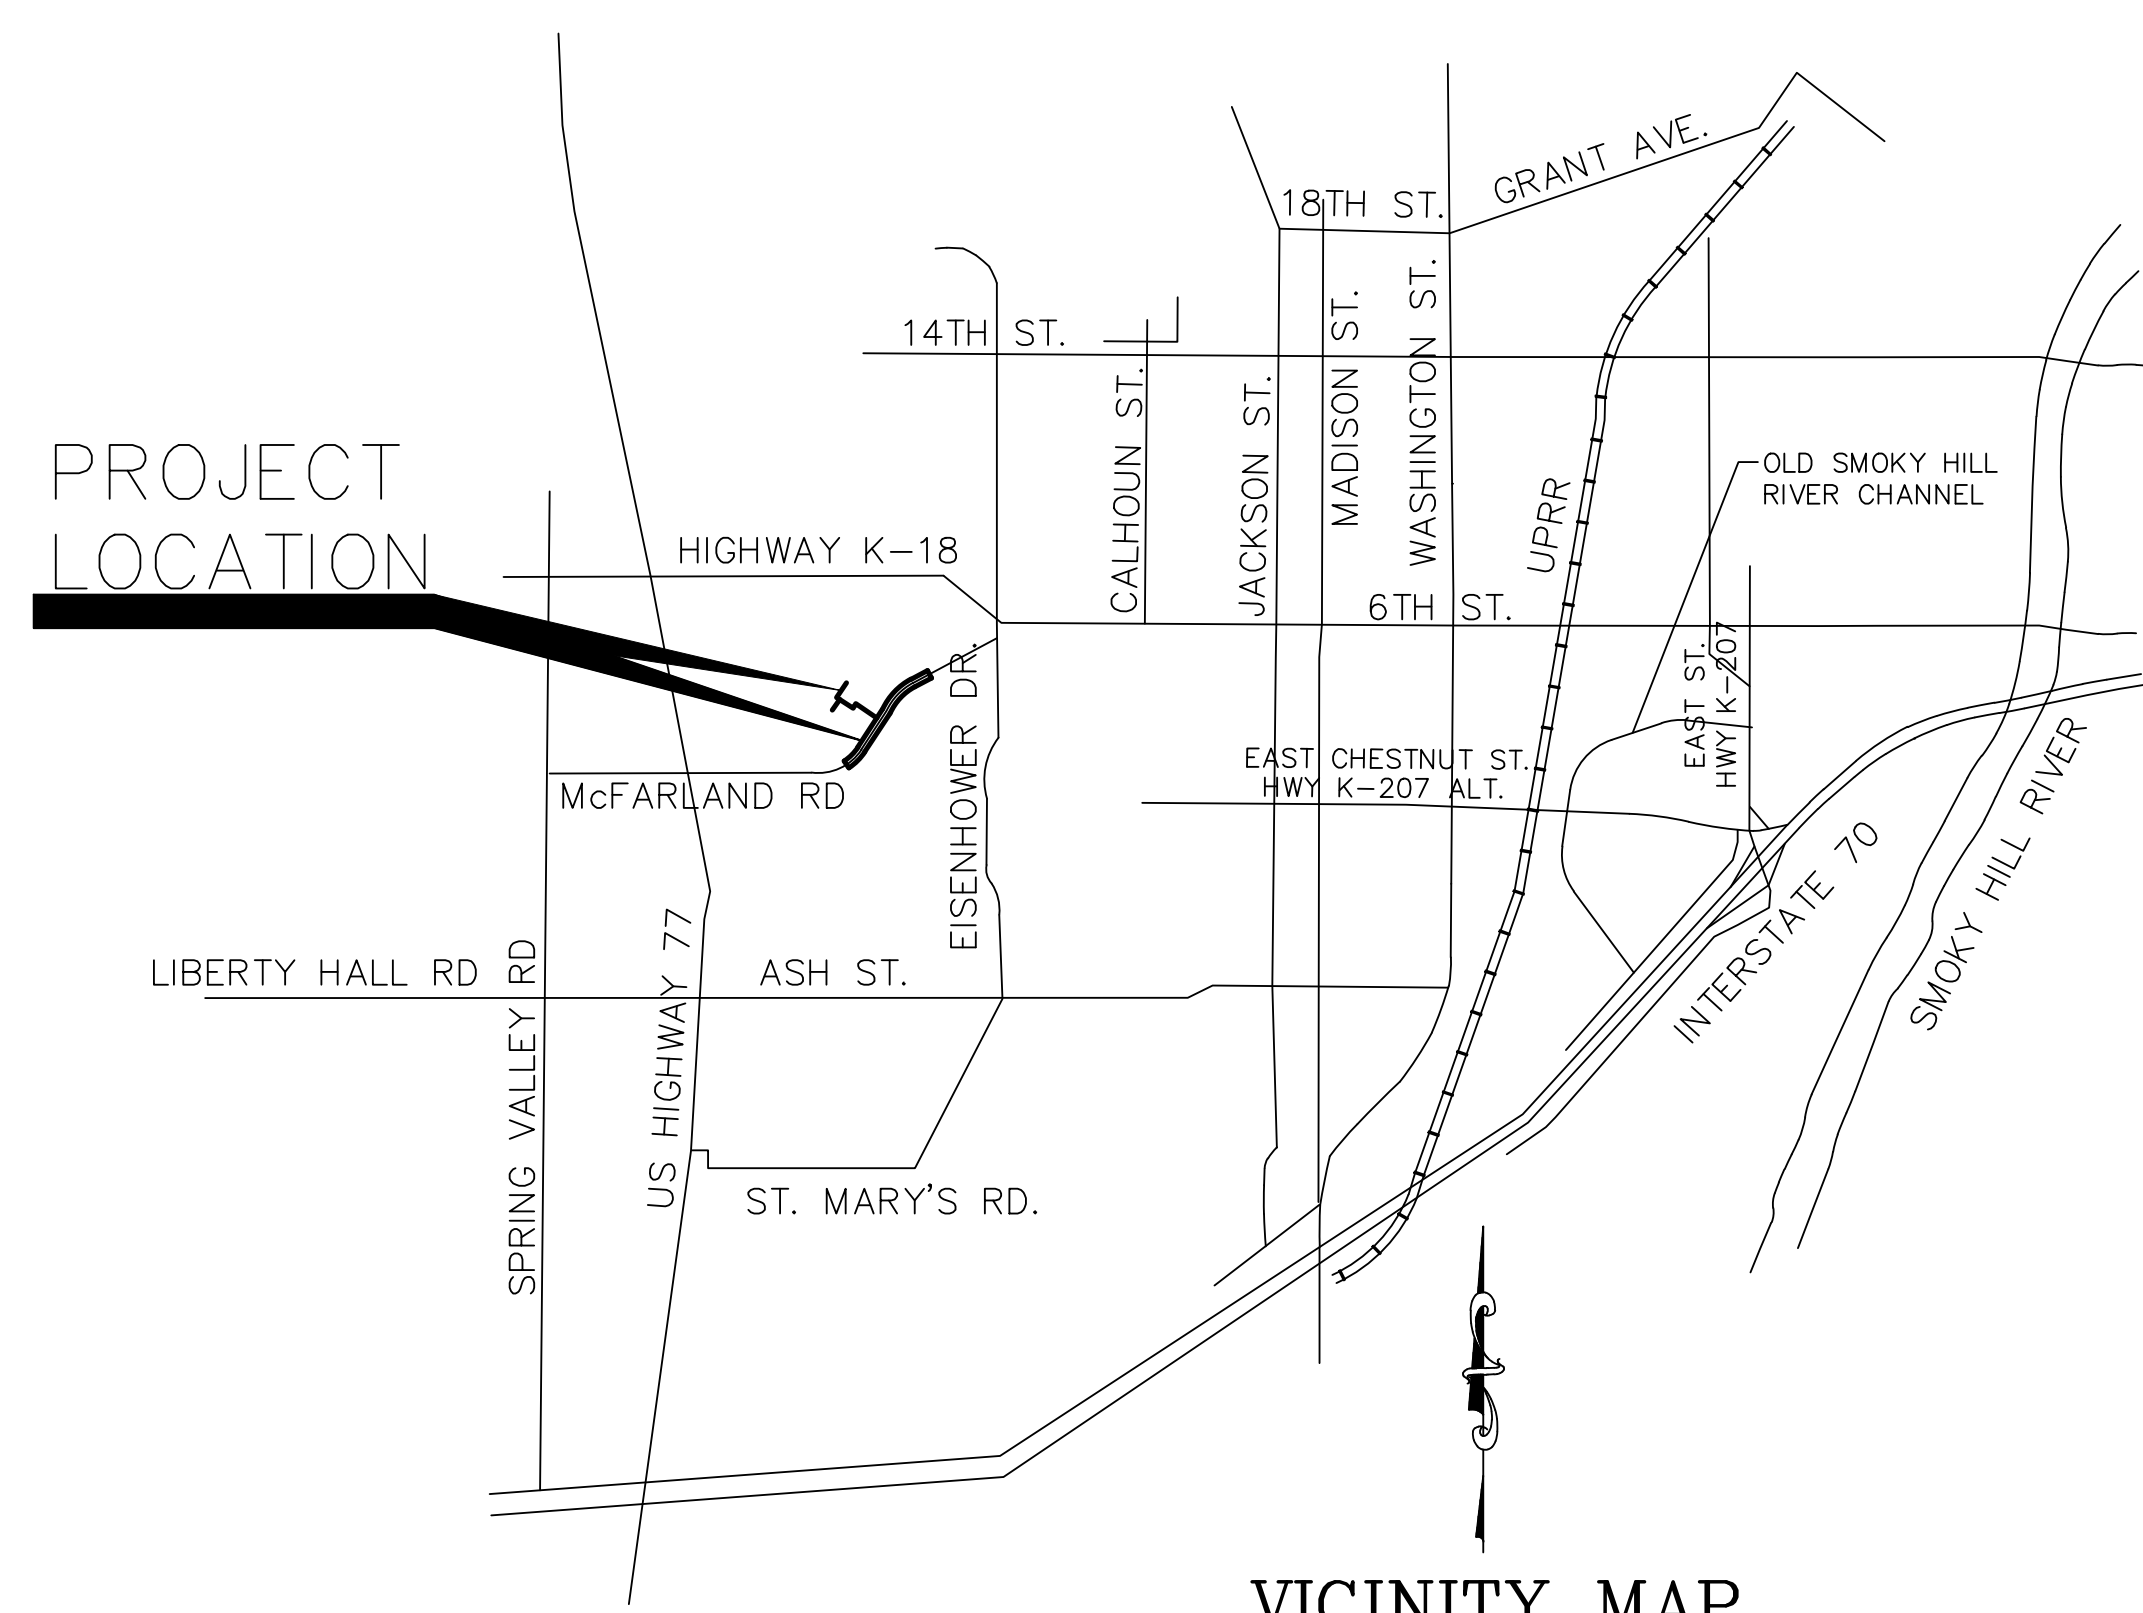 GRANT AVE.
18TH ST.
14TH ST.
CALHOUN ST.
JACKSON ST.
MADISON ST.
WASHINGTON ST.
PROJECT
LOCATION
OLD SMOKY HILL
RIVER CHANNEL
UPRR
HIGHWAY K-18
6TH ST.
EAST ST.
HWY K-207
EISENHOWER DR.
EAST CHESTNUT ST.
HWY K-207 ALT.
McFARLAND RD
INTERSTATE 70
SMOKY HILL RIVER
LIBERTY HALL RD
SPRING VALLEY RD
US HIGHWAY 77
ASH ST.
ST. MARY'S RD.
VICINITY MAP